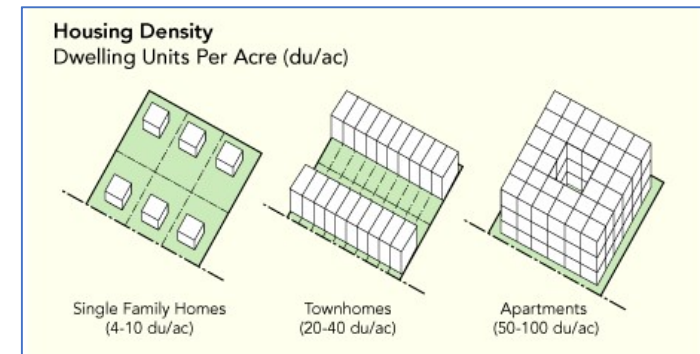 Housing Density
Dwelling Units Per Acre (du/ac)
Single Family Homes
(4-10 du/ac)
Townhomes
(20-40 du/ac)
Apartments
(50-100 du/ac)